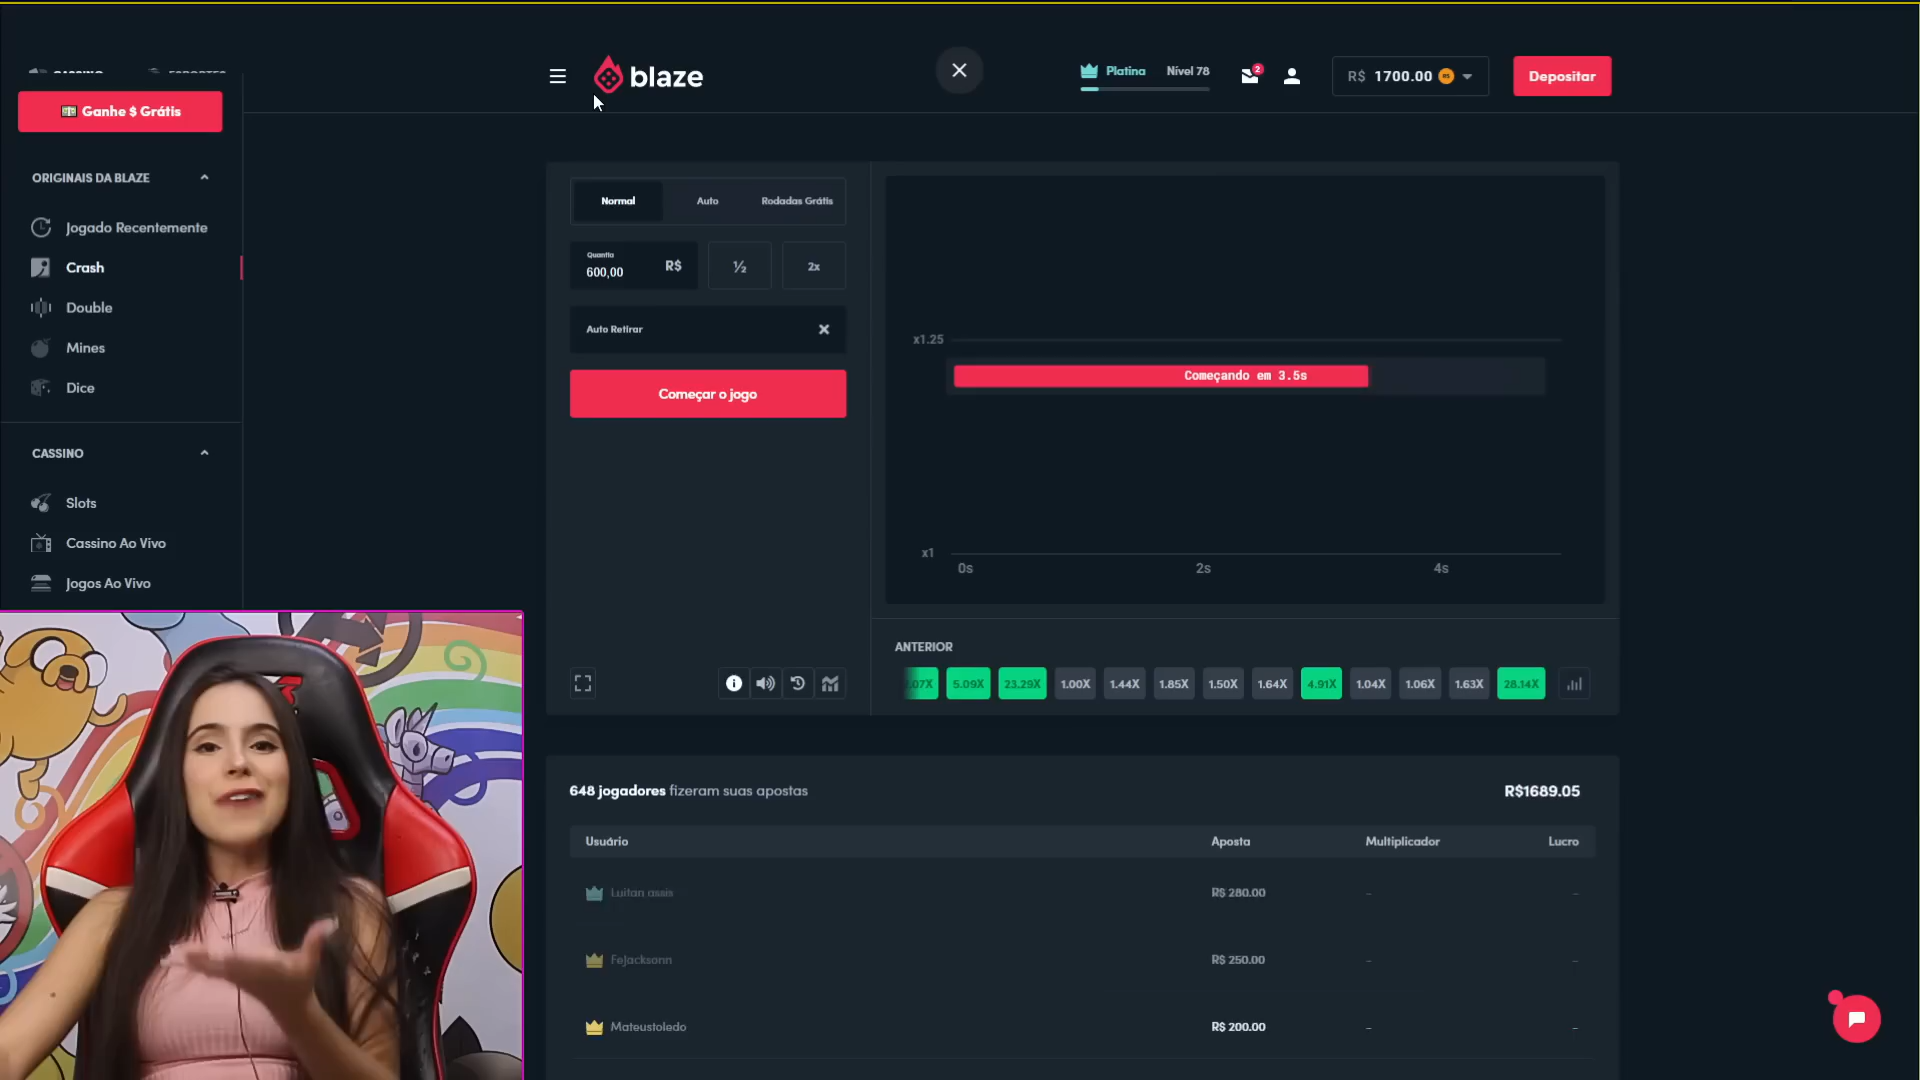 CASSINO
ESPORTES
Ganhe $ Grátis
ORIGINAIS DA BLAZE
Jogado Recentemente
Crash
Double
Mines
Dice
CASSINO
Slots
Cassino Ao Vivo
Jogos Ao Vivo
blaze
Platina
Nível 78
2
R$ 1700.00 R$
Depositar
Normal
Auto
Rodadas Grátis
Quantia
600,00
R$
½
2x
Auto Retirar
Começar o jogo
x1.25
Começando em 3.5s
x1
0s
2s
4s
ANTERIOR
.07X
5.09X
23.29X
1.00X
1.44X
1.85X
1.50X
1.64X
4.91X
1.04X
1.06X
1.63X
28.14X
648 jogadores fizeram suas apostas
R$1689.05
Usuário
Aposta
Multiplicador
Lucro
Luitan assis
R$ 280.00
-
-
FeJacksonn
R$ 250.00
-
-
Mateustoledo
R$ 200.00
-
-